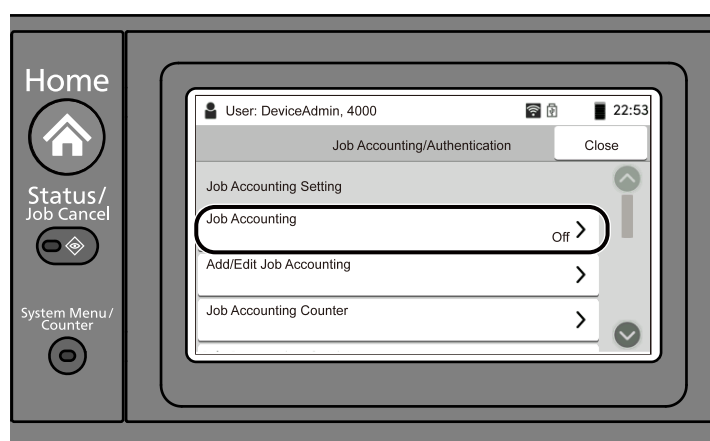 Home
Status/
Job Cancel
System Menu/
Counter
User: DeviceAdmin, 4000
22:53
Job Accounting/Authentication
Close
Job Accounting Setting
Job Accounting
Off
Add/Edit Job Accounting
Job Accounting Counter